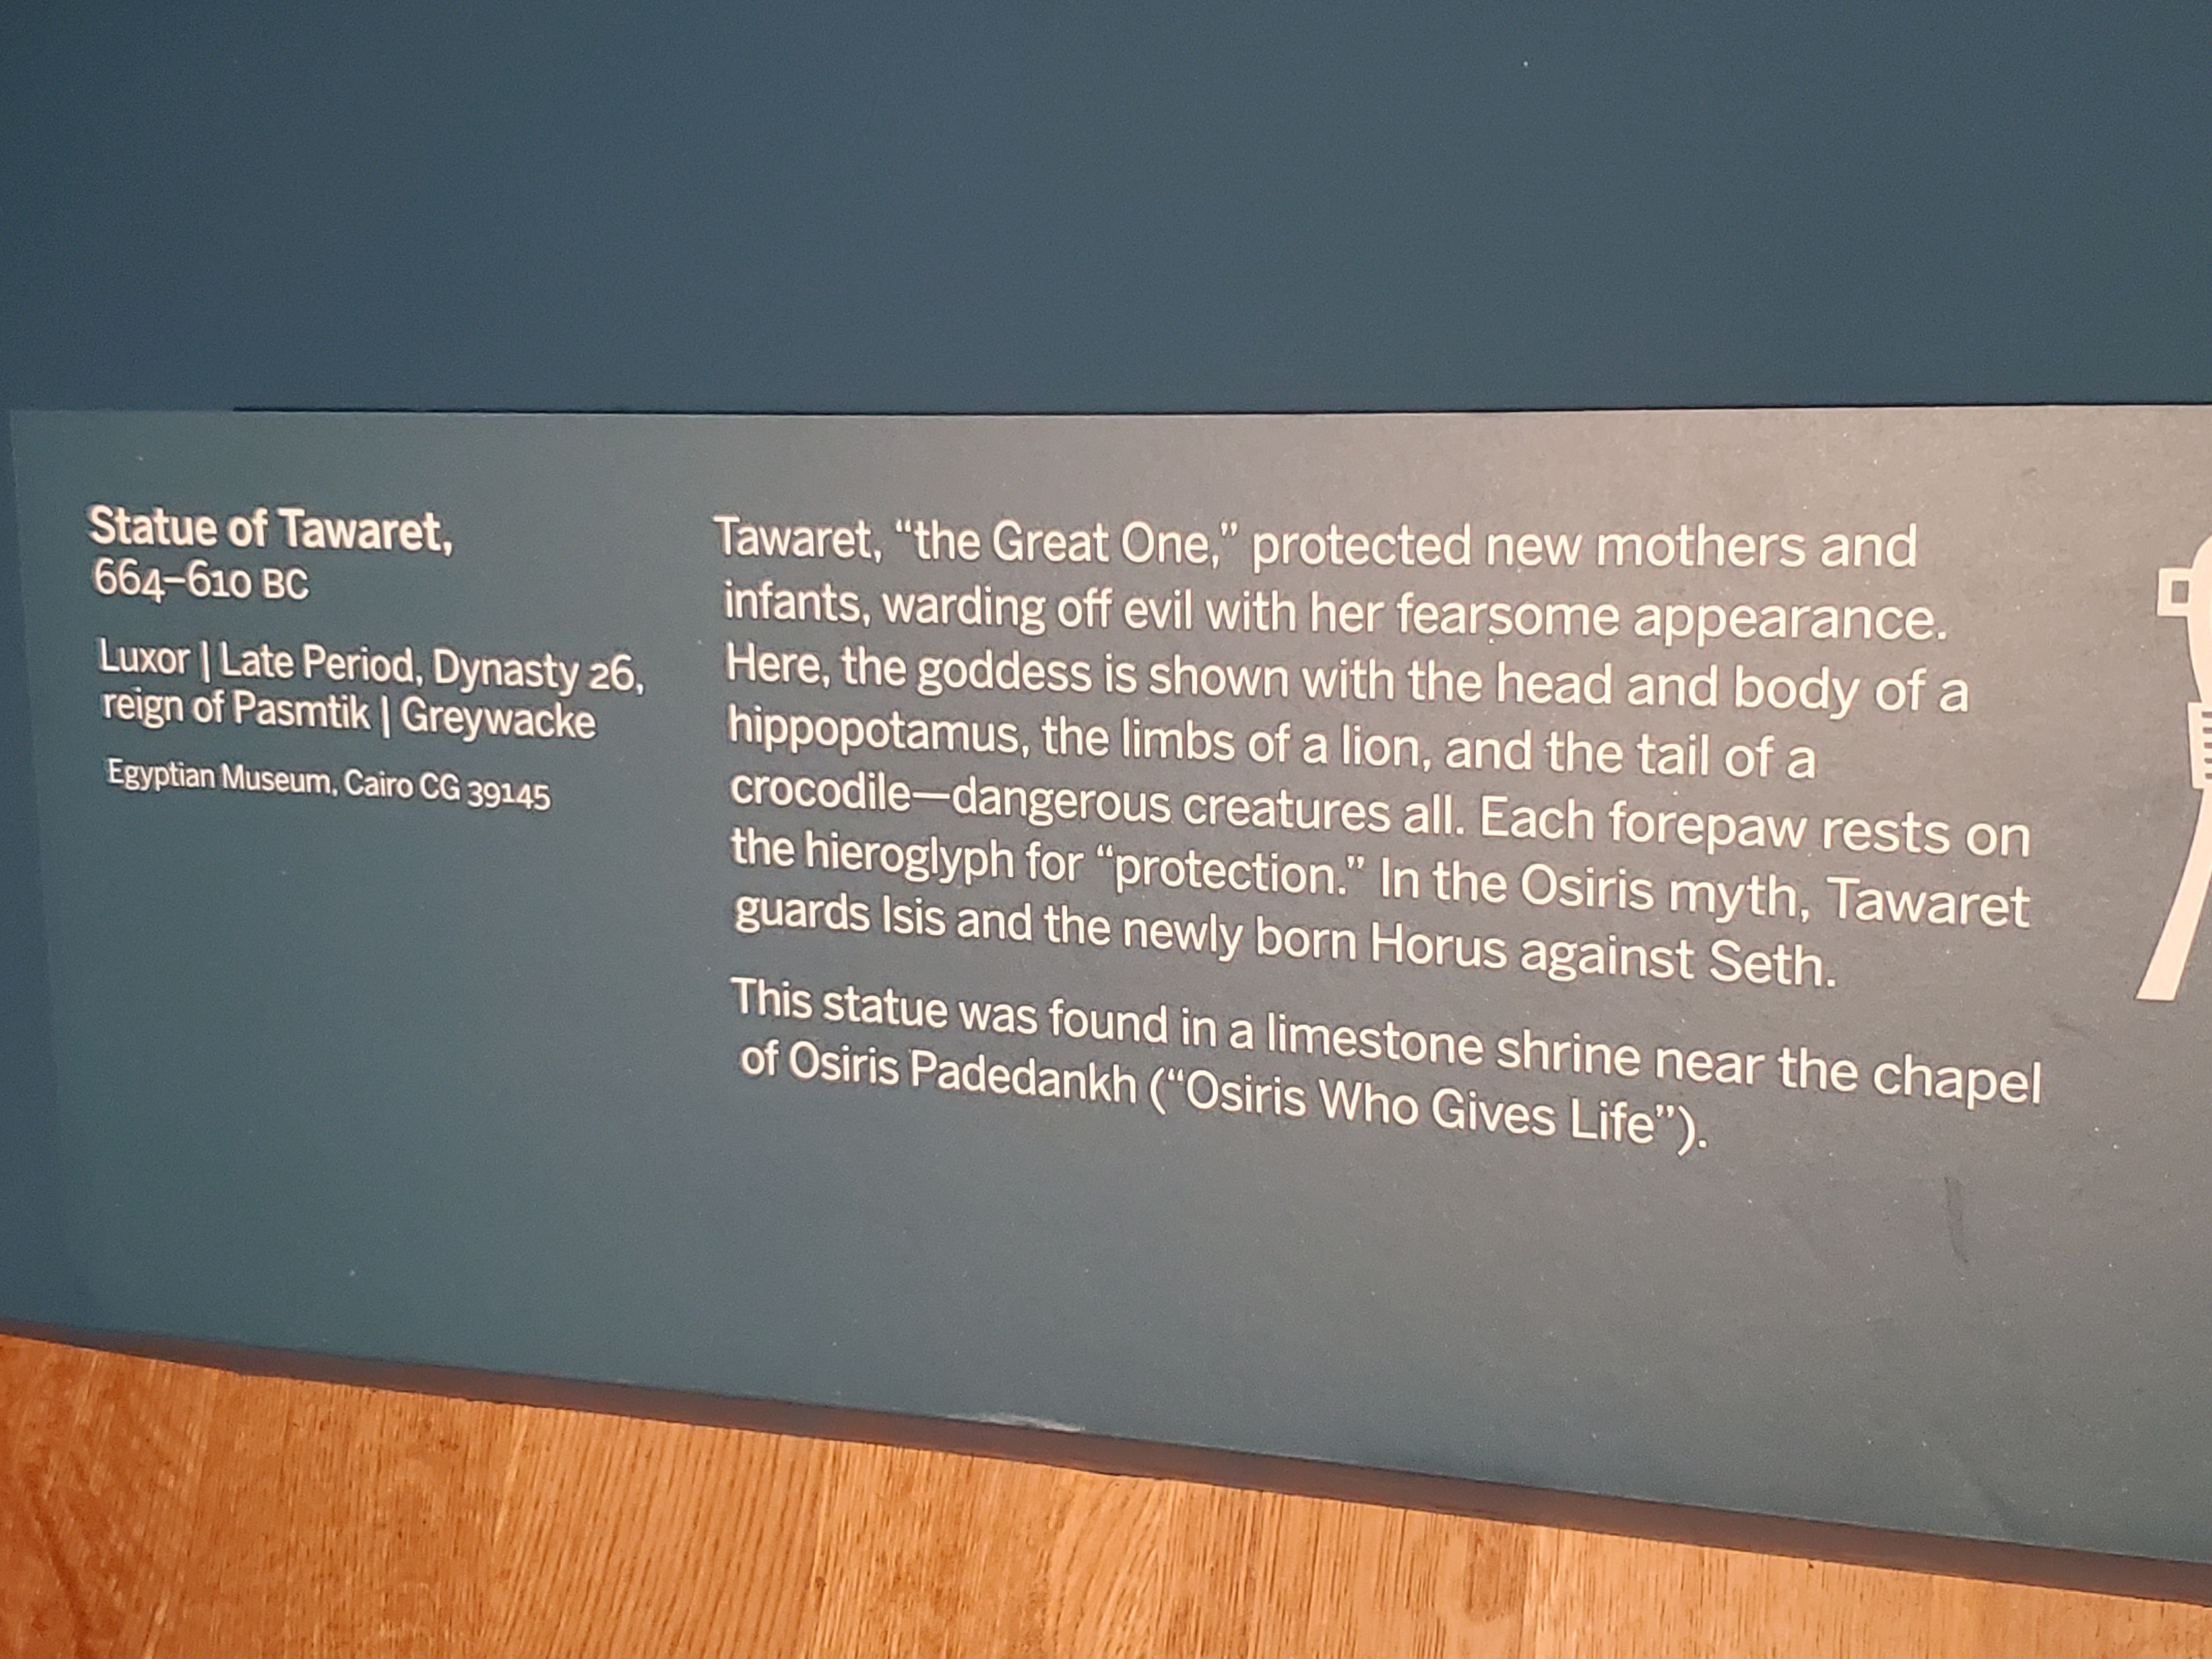 Statue of Tawaret,
664–610 BC
Luxor | Late Period, Dynasty 26,
reign of Pasmtik | Greywacke
Egyptian Museum, Cairo CG 39145
Tawaret, “the Great One,” protected new mothers and
infants, warding off evil with her fearsome appearance.
Here, the goddess is shown with the head and body of a
hippopotamus, the limbs of a lion, and the tail of a
crocodile—dangerous creatures all. Each forepaw rests on
the hieroglyph for “protection.” In the Osiris myth, Tawaret
guards Isis and the newly born Horus against Seth.
This statue was found in a limestone shrine near the chapel
of Osiris Padedankh (“Osiris Who Gives Life”).